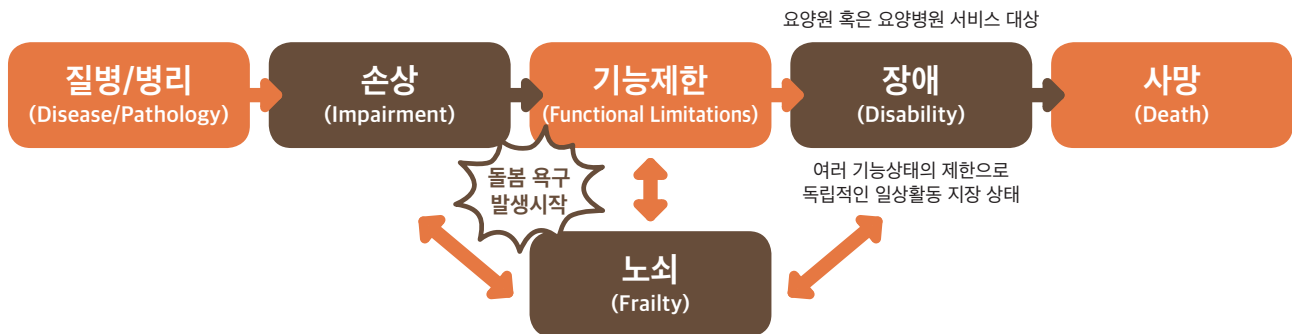 요양원 혹은 요양병원 서비스 대상
질병/병리
(Disease/Pathology)
손상
(Impairment)
기능제한
(Functional Limitations)
장애
(Disability)
사망
(Death)
돌봄 욕구
발생시작
여러 기능상태의 제한으로
독립적인 일상활동 지장 상태
노쇠
(Frailty)